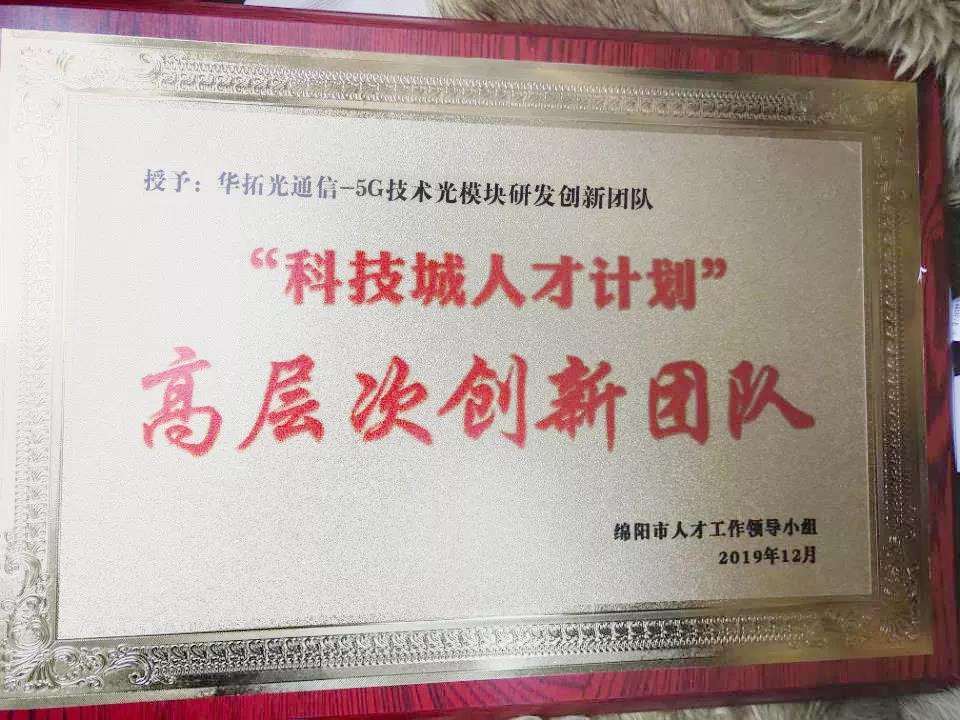 授予：华拓光通信-5G技术光模块研发创新团队
“科技城人才计划”
高层次创新团队
绵阳市人才工作领导小组
2019年12月